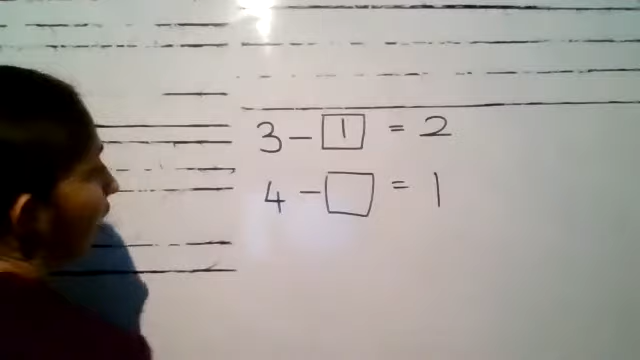 3 - 1 = 2
4 - □ = 1